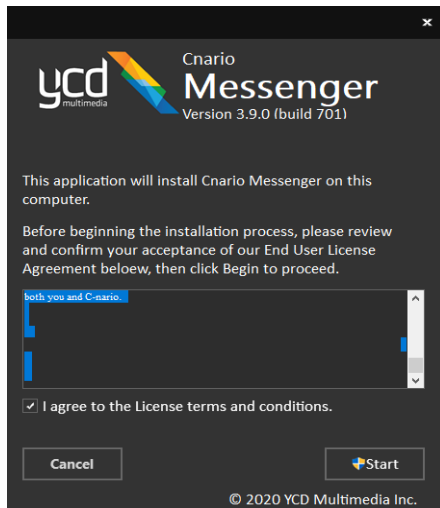 ycd
multimedia
Cnario
Messenger
Version 3.9.0 (build 701)
This application will install Cnario Messenger on this
computer.
Before beginning the installation process, please review
and confirm your acceptance of our End User License
Agreement beloew, then click Begin to proceed.
both you and C-nario.
I agree to the License terms and conditions.
Cancel
Start
© 2020 YCD Multimedia Inc.